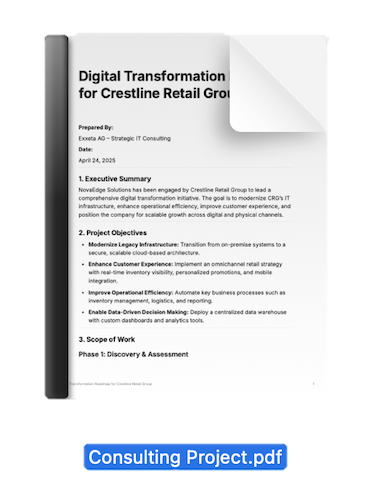 Digital Transformation
for Crestline Retail
Prepared By:
Exxeta AG – Strategic IT Consulting
Date:
April 24, 2025
1. Executive Summary
NovaEdge Solutions has been engaged by Crestline Retail Group to lead a
comprehensive digital transformation initiative. The goal is to modernize CRG's IT
infrastructure, enhance operational efficiency, improve customer experience, and
position the company for scalable growth across digital and physical channels.
2. Project Objectives
• Modernize Legacy Infrastructure: Transition from on-premise systems to a
secure, scalable cloud-based architecture.
• Enhance Customer Experience: Implement an omnichannel retail strategy
with real-time inventory visibility, personalized promotions, and mobile
integration.
• Improve Operational Efficiency: Automate key business processes such as
inventory management, logistics, and reporting.
• Enable Data-Driven Decision Making: Deploy a centralized data warehouse
with custom dashboards and analytics tools.
3. Scope of Work
Phase 1: Discovery & Assessment
Transformation Roadmap for Crestline Retail Group 1
Consulting Project.pdf